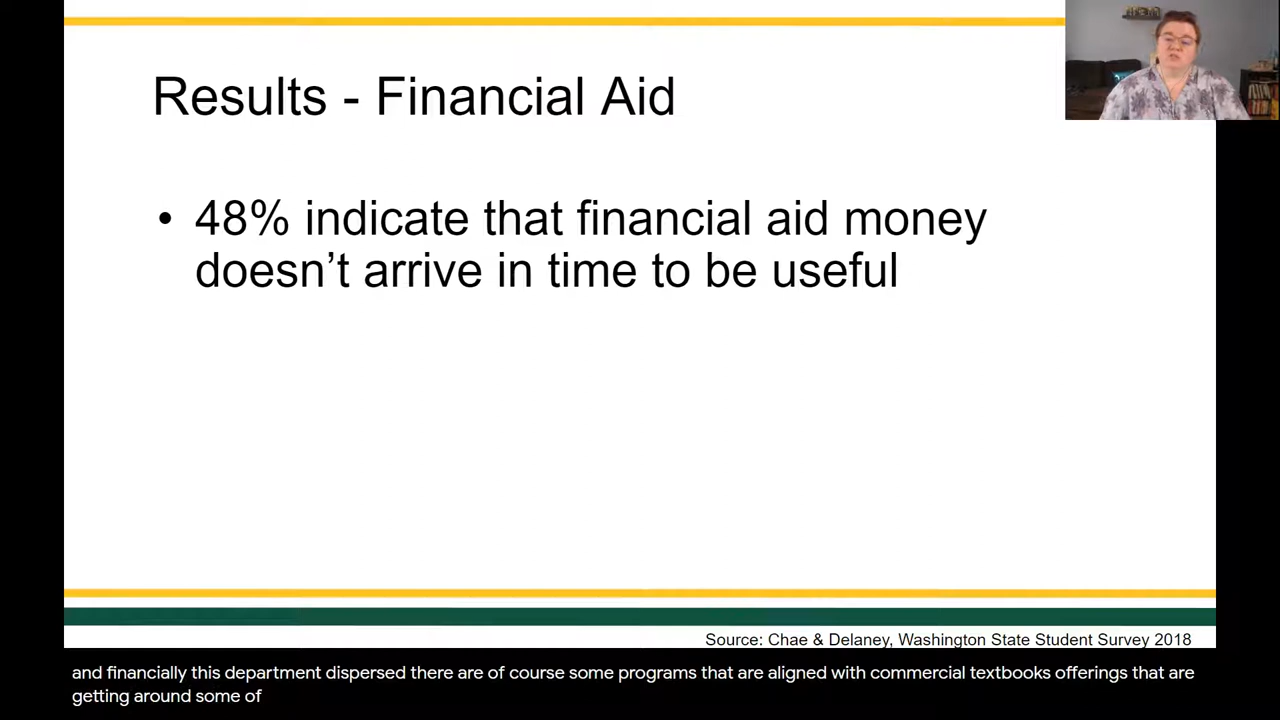 Results - Financial Aid
• 48% indicate that financial aid money
doesn’t arrive in time to be useful
Source: Chae & Delaney, Washington State Student Survey 2018
and financially this department dispersed there are of course some programs that are aligned with commercial textbooks offerings that are
getting around some of